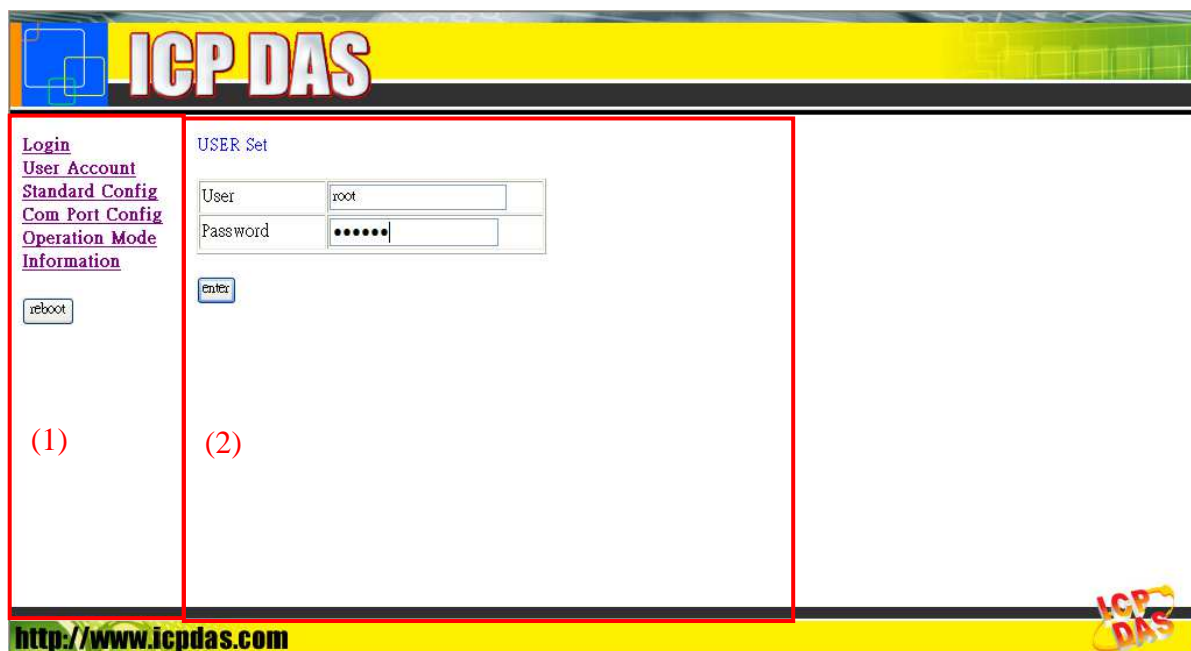 ICP DAS
Login
User Account
Standard Config
Com Port Config
Operation Mode
Information
reboot
(1)
USER Set
User root
Password ••••••
enter
(2)
http://www.icpdas.com
ICP
DAS